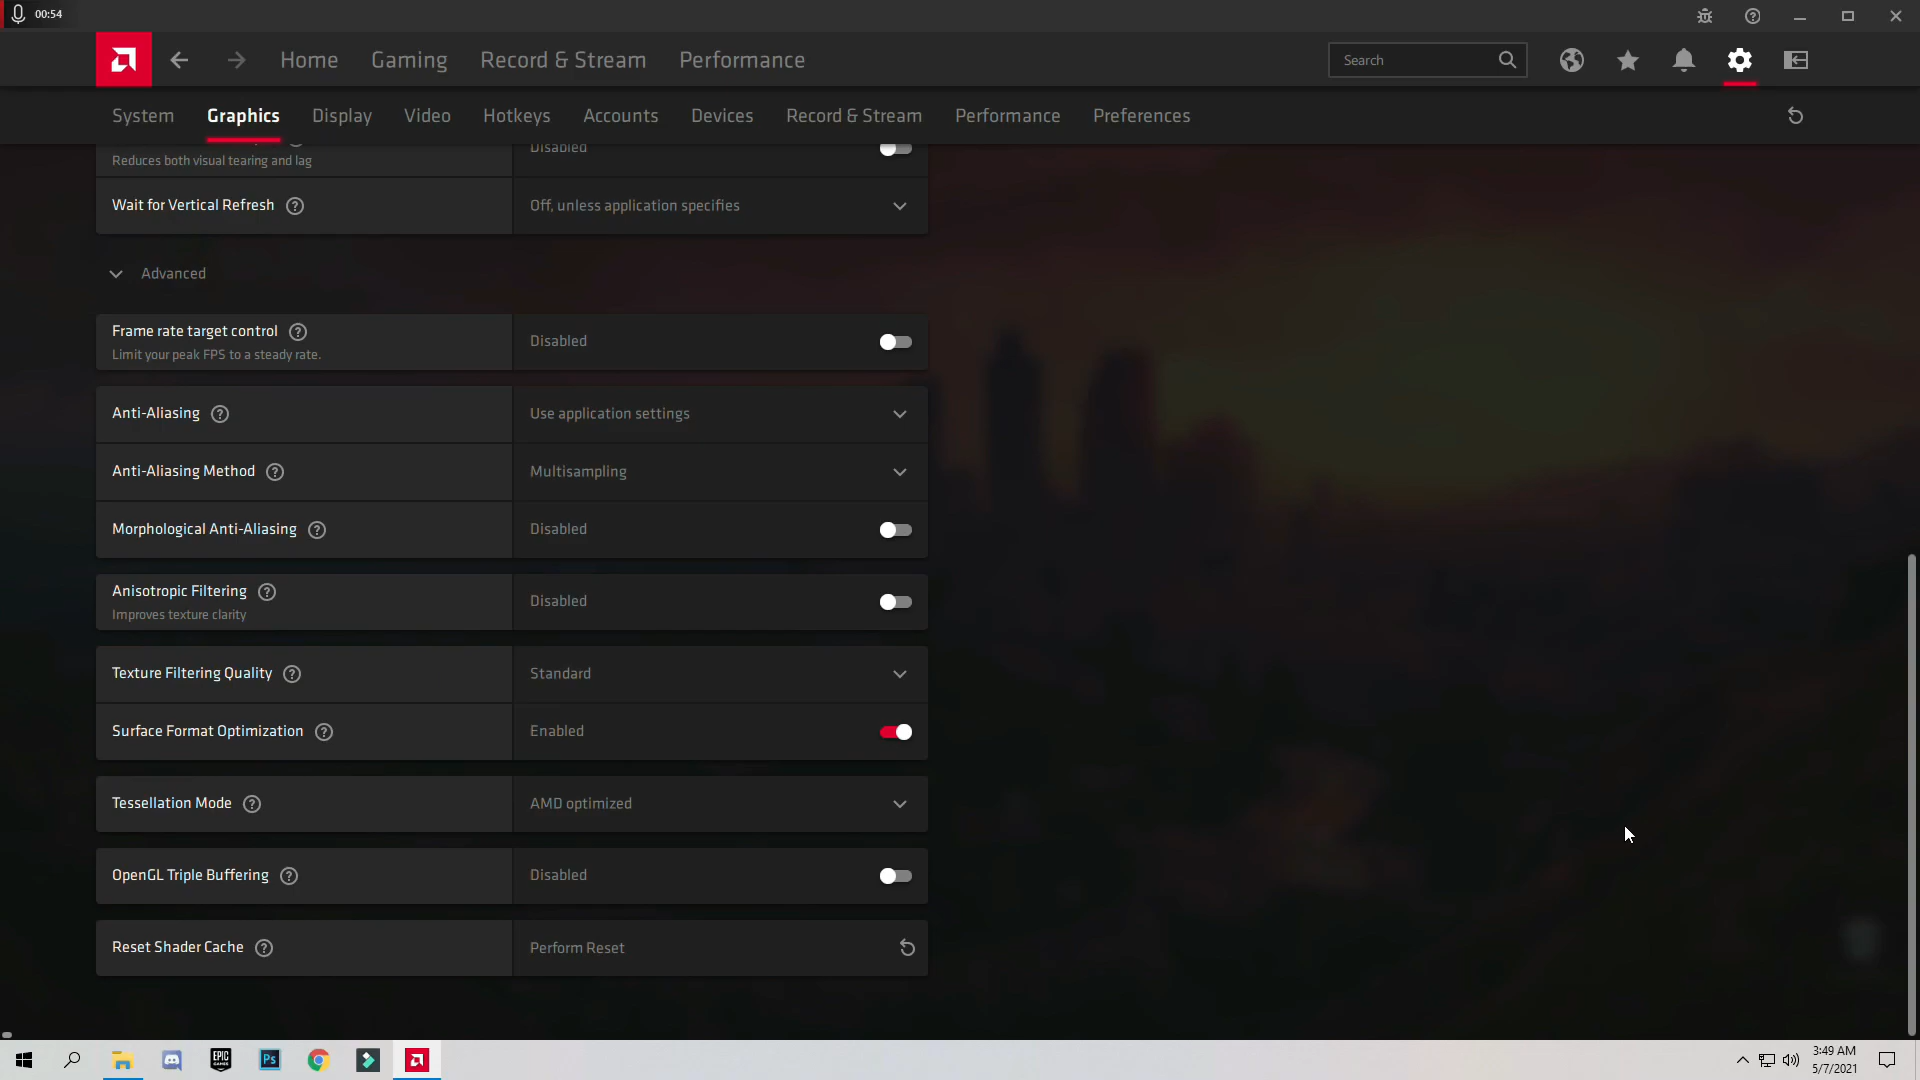 00:54
Home
Gaming
Record & Stream
Performance
Search
System
Graphics
Display
Video
Hotkeys
Accounts
Devices
Record & Stream
Performance
Preferences
Reduces both visual tearing and lag
Disabled
Wait for Vertical Refresh
Off, unless application specifies
Advanced
Frame rate target control
Limit your peak FPS to a steady rate.
Disabled
Anti-Aliasing
Use application settings
Anti-Aliasing Method
Multisampling
Morphological Anti-Aliasing
Disabled
Anisotropic Filtering
Improves texture clarity
Disabled
Texture Filtering Quality
Standard
Surface Format Optimization
Enabled
Tessellation Mode
AMD optimized
OpenGL Triple Buffering
Disabled
Reset Shader Cache
Perform Reset
EPIC
GAMES
Ps
3:49 AM
5/7/2021